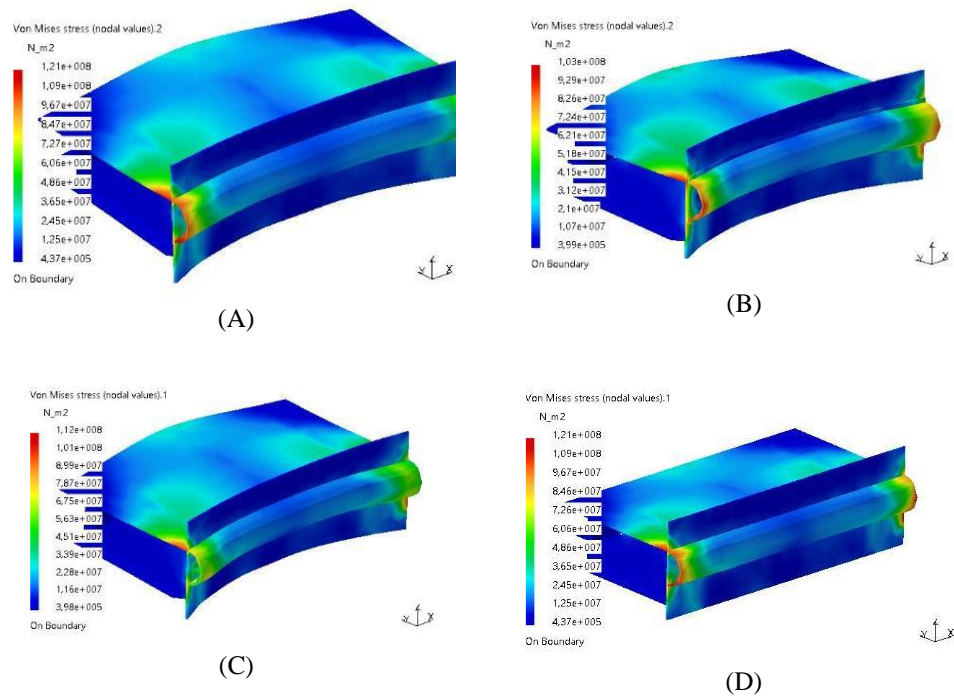 Von Mises stress (nodal values).2
N_m2
1,21e+008
1,09e+008
9,67e+007
8,47e+007
7,27e+007
6,06e+007
4,86e+007
3,65e+007
2,45e+007
1,25e+007
4,37e+005
On Boundary
Z
Y X
(A)
Von Mises stress (nodal values).2
N_m2
1,03e+008
9,29e+007
8,26e+007
7,24e+007
6,21e+007
5,18e+007
4,15e+007
3,12e+007
2,1e+007
1,07e+007
3,99e+005
On Boundary
Z
Y X
(B)
Von Mises stress (nodal values).1
N_m2
1,12e+008
1,01e+008
8,99e+007
7,87e+007
6,75e+007
5,63e+007
4,51e+007
3,39e+007
2,28e+007
1,16e+007
3,98e+005
On Boundary
Z
Y X
(C)
Von Mises stress (nodal values).1
N_m2
1,21e+008
1,09e+008
9,67e+007
8,46e+007
7,26e+007
6,06e+007
4,86e+007
3,65e+007
2,45e+007
1,25e+007
4,37e+005
On Boundary
Z
Y X
(D)